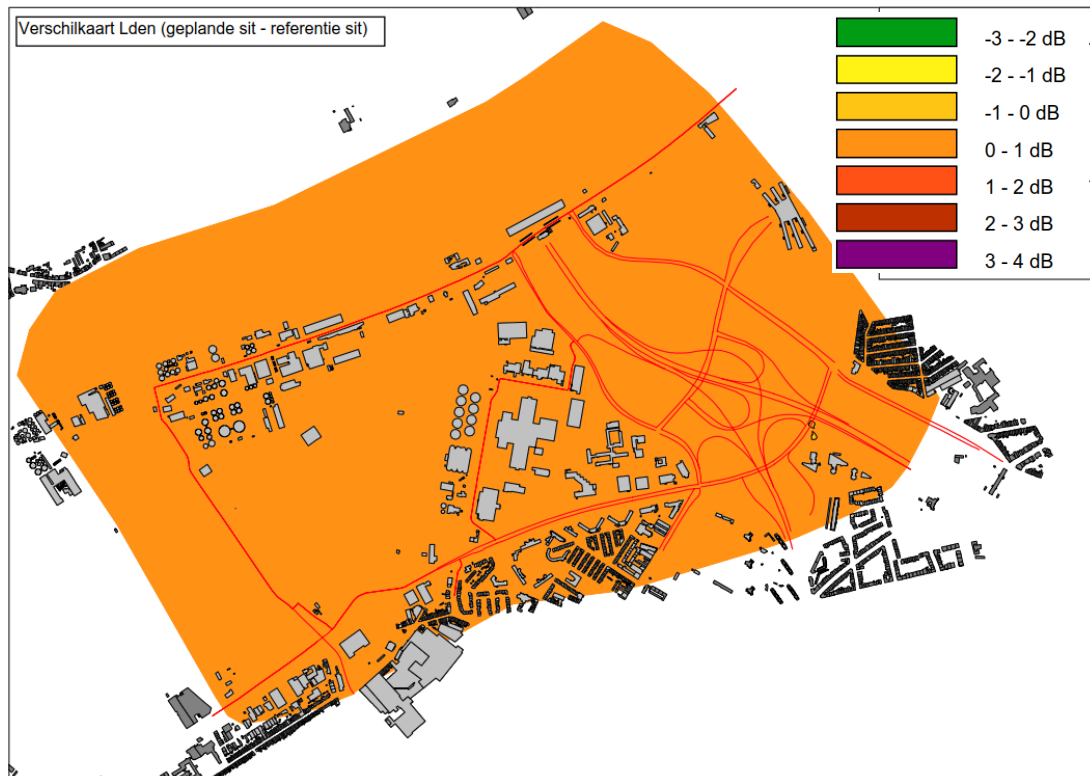 Verschilkaart Lden (geplande sit - referentie sit)
-3 - -2 dB
-2 - -1 dB
-1 - 0 dB
0 - 1 dB
1 - 2 dB
2 - 3 dB
3 - 4 dB